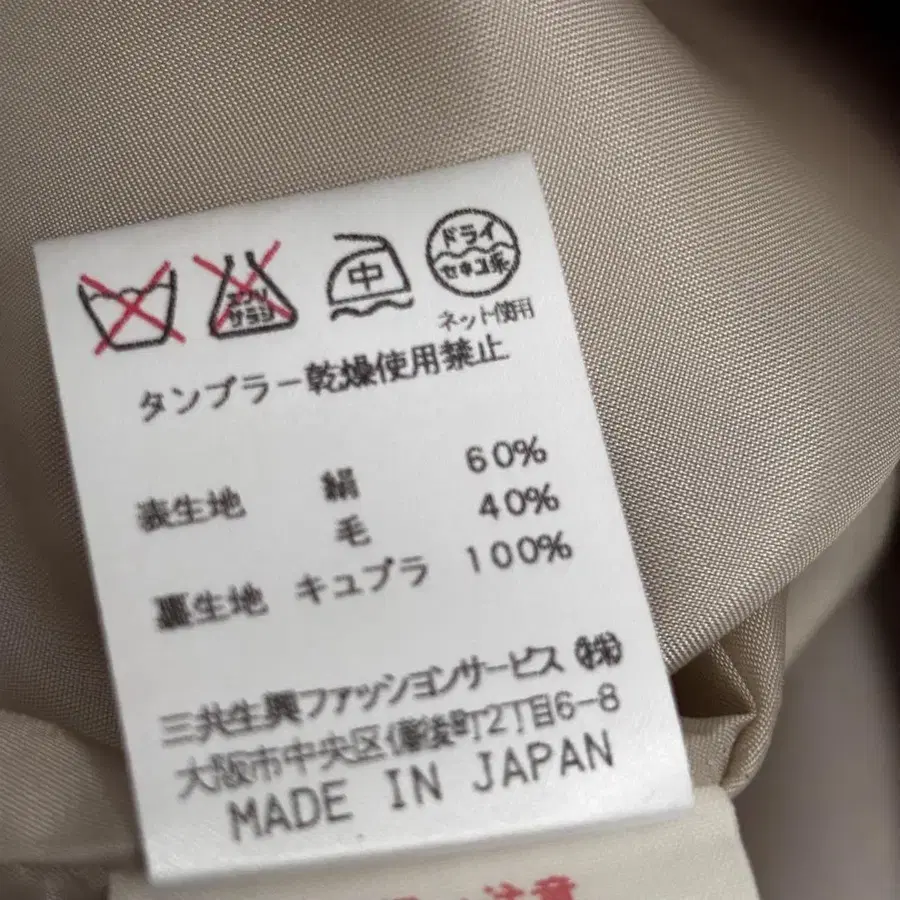 エンソ サラシ
中
ドライ
セキユ系
ネット使用
タンブラー乾燥使用禁止
表生地 絹 60%
毛 40%
裏生地 キュプラ 100%
三共生興ファッションサービス㈱
大阪市中央区備後町2丁目6-8
MADE IN JAPAN
注意